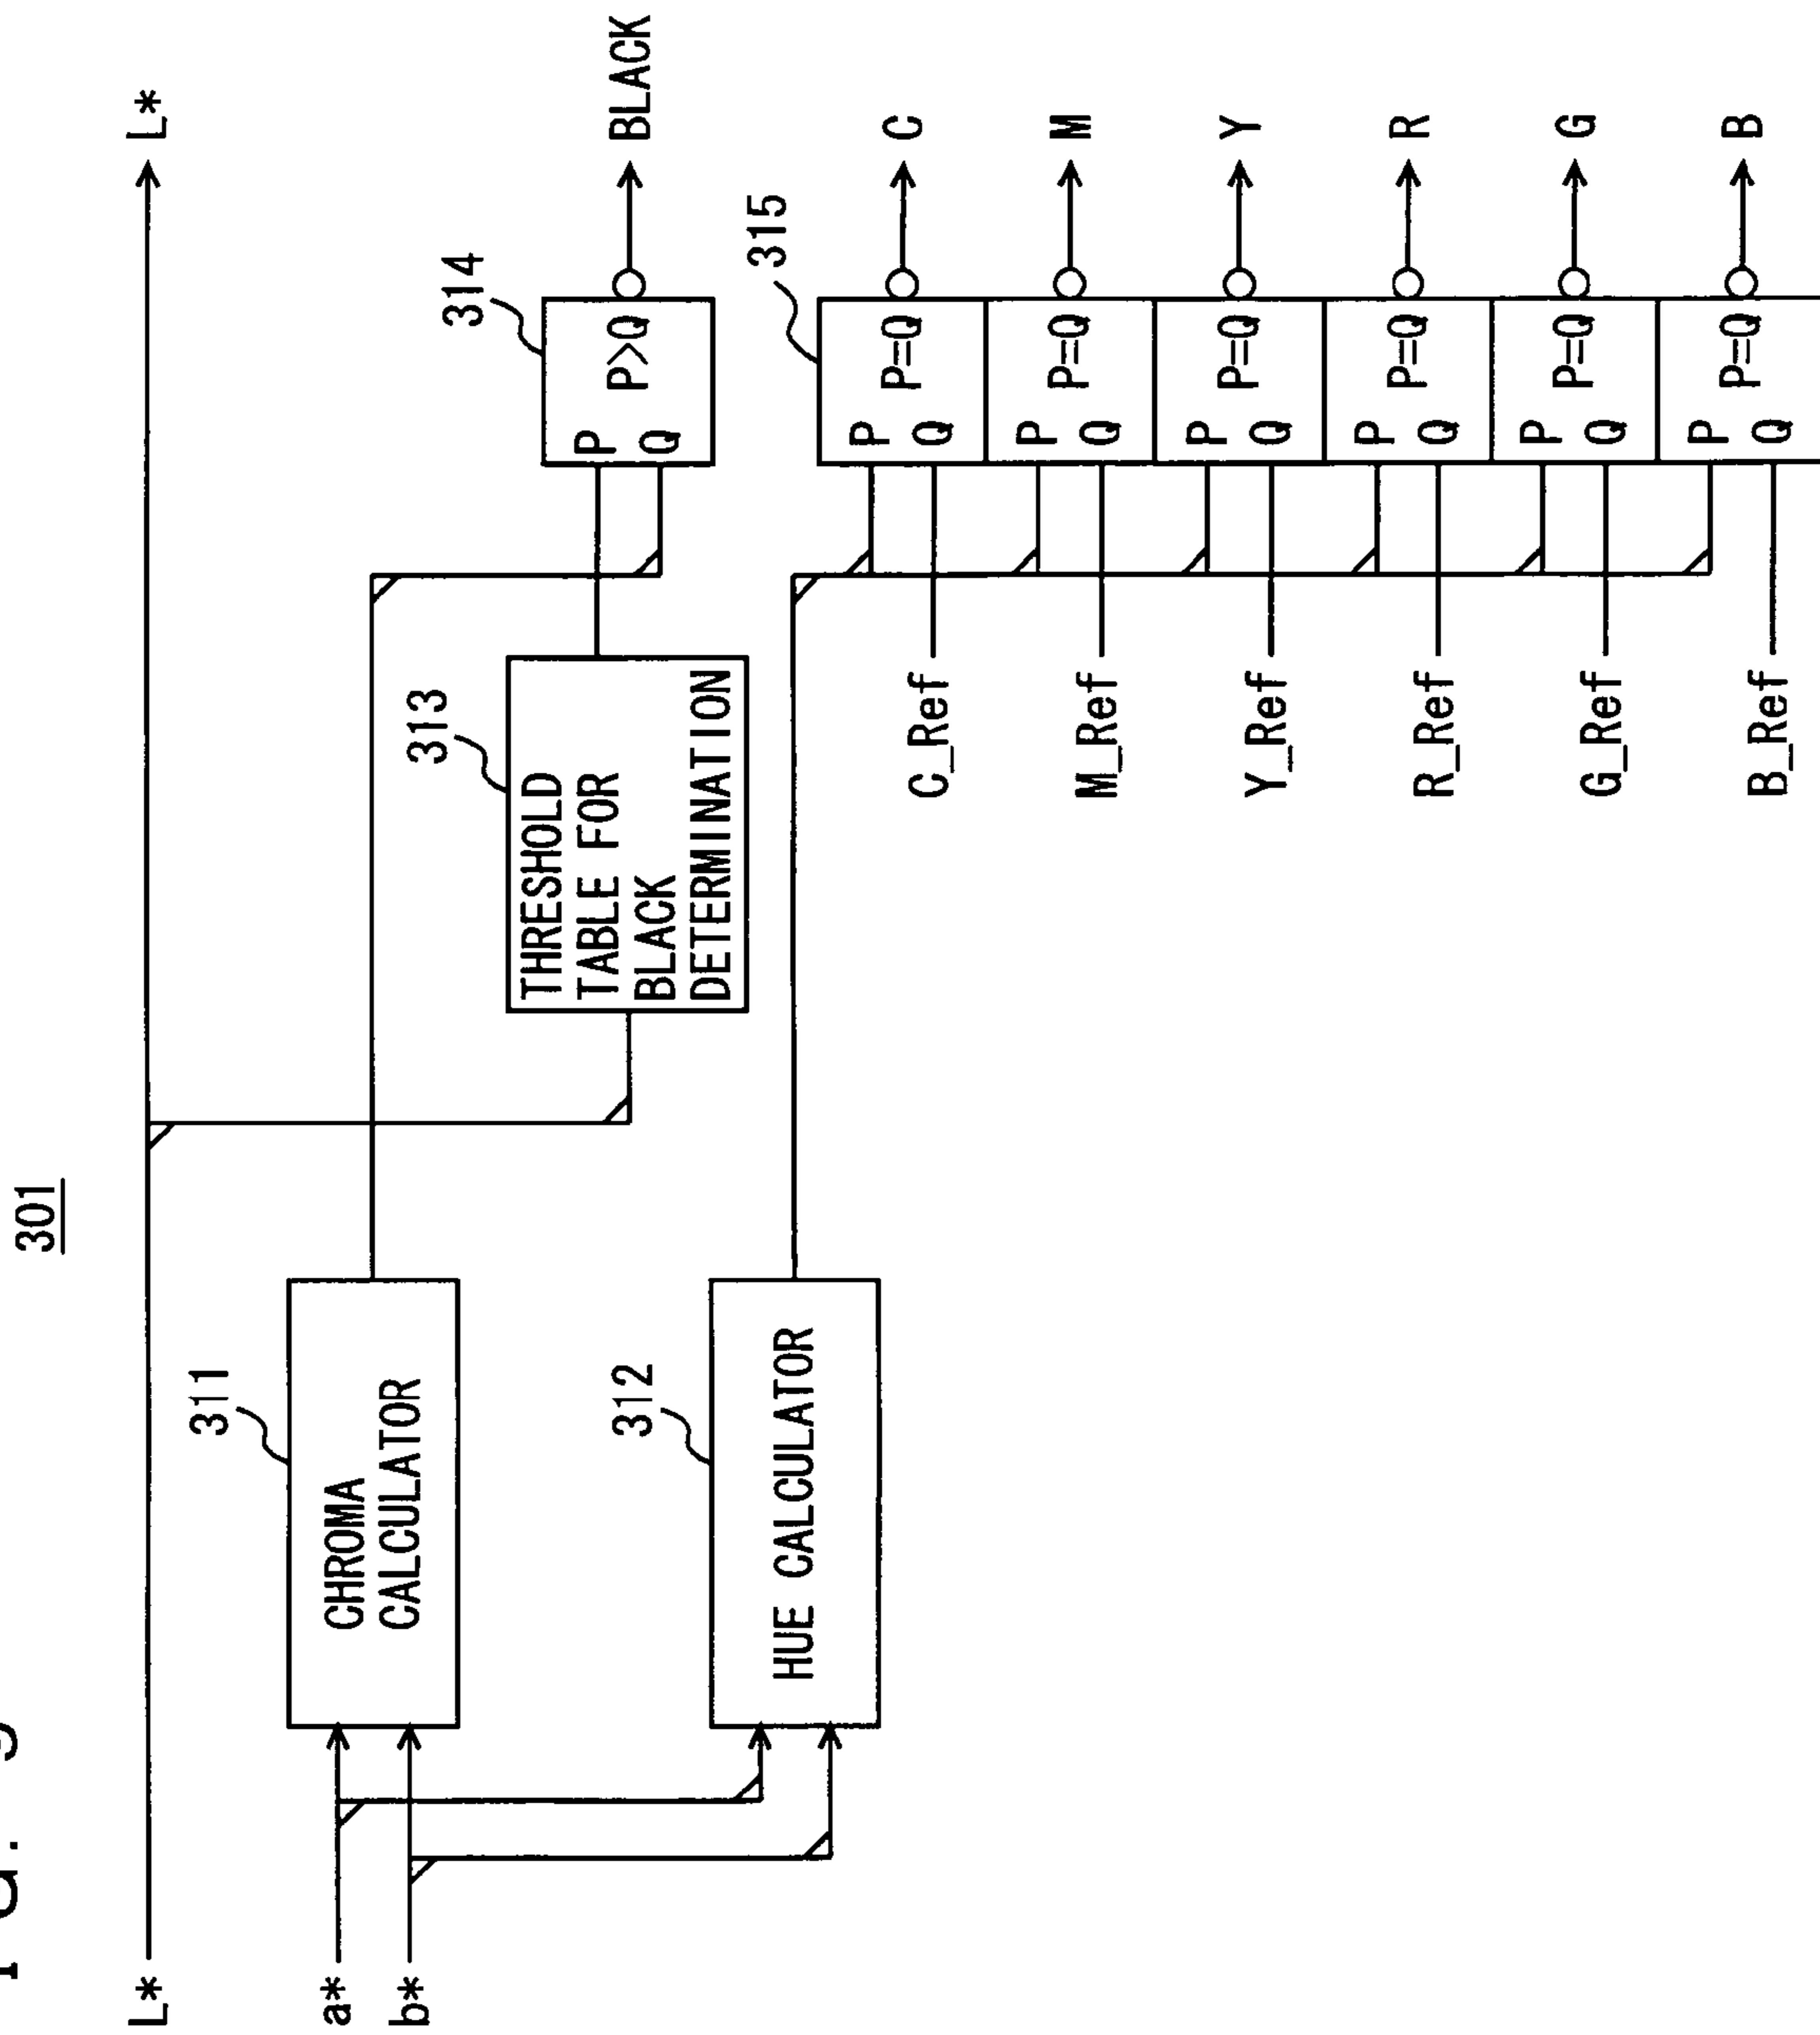 301
L*
L*
a*
b*
311
CHROMA
CALCULATOR
312
HUE CALCULATOR
313
THRESHOLD
TABLE FOR
BLACK
DETERMINATION
314
P
Q
P>Q
BLACK
315
P
Q
P=Q
C
C_Ref
P
Q
P=Q
M
M_Ref
P
Q
P=Q
Y
Y_Ref
P
Q
P=Q
R
R_Ref
P
Q
P=Q
G
G_Ref
P
Q
P=Q
B
B_Ref